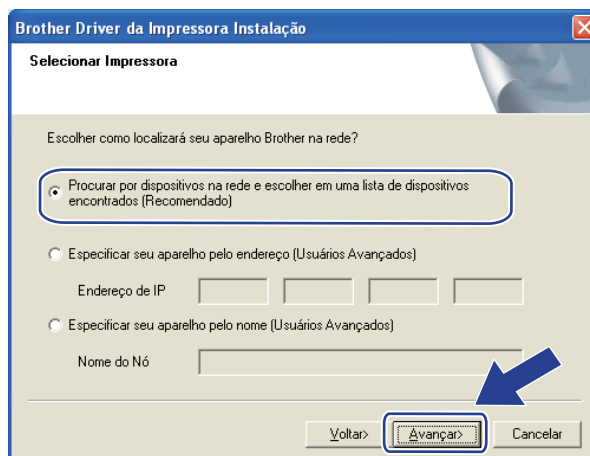 Brother Driver da Impressora Instalação
Selecionar Impressora
Escolher como localizará seu aparelho Brother na rede?
Procurar por dispositivos na rede e escolher em uma lista de dispositivos
encontrados (Recomendado)
Especificar seu aparelho pelo endereço (Usuários Avançados)
Endereço de IP
Especificar seu aparelho pelo nome (Usuários Avançados)
Nome do Nó
Voltar> Avançar> Cancelar